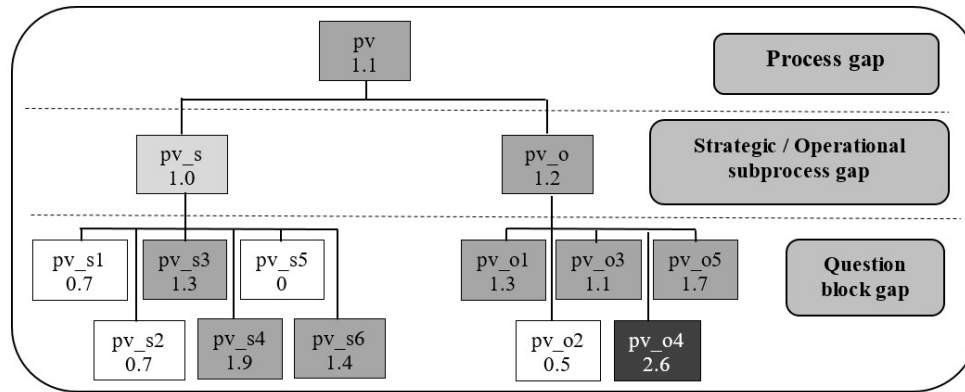 pv
1.1
Process gap
pv_s
1.0
pv_o
1.2
Strategic / Operational
subprocess gap
pv_s1
0.7
pv_s3
1.3
pv_s5
0
pv_o1
1.3
pv_o3
1.1
pv_o5
1.7
Question
block gap
pv_s2
0.7
pv_s4
1.9
pv_s6
1.4
pv_o2
0.5
pv_o4
2.6